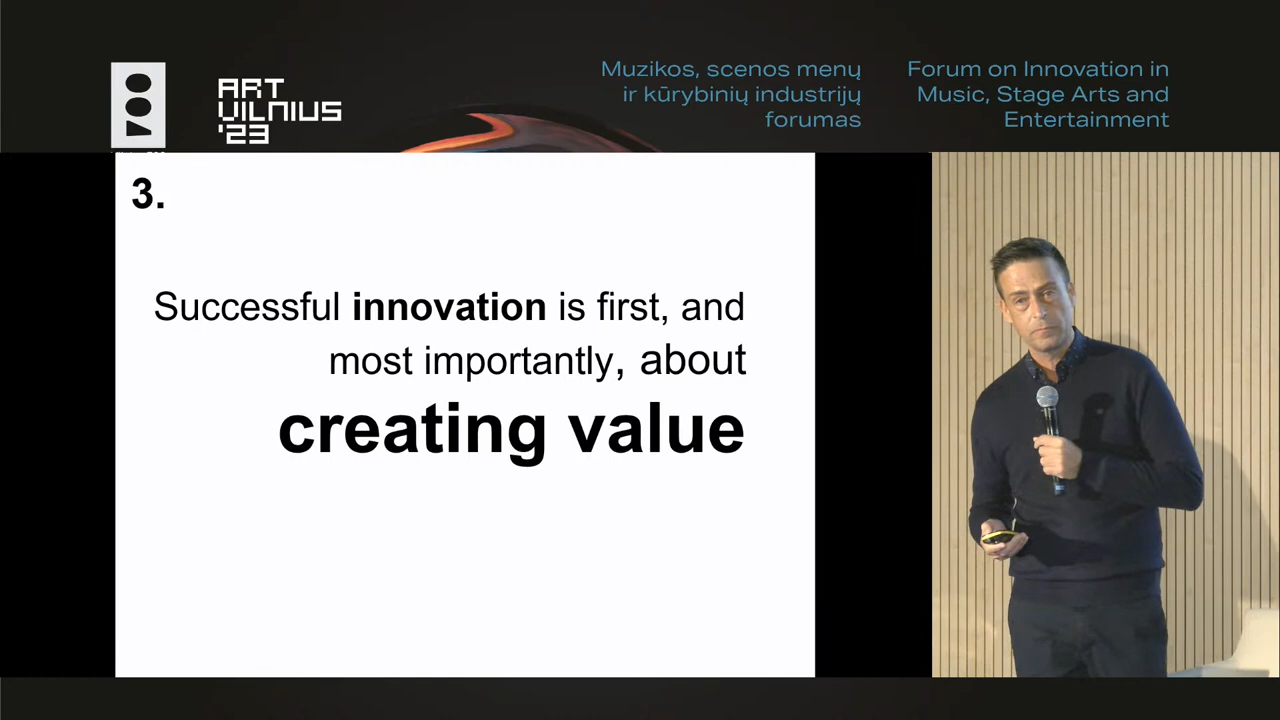 ART
VILNIUS
'23
Muzikos, scenos menų
ir kūrybinių industrijų
forumas
Forum on Innovation in
Music, Stage Arts and
Entertainment
3.
Successful innovation is first, and
most importantly, about
creating value